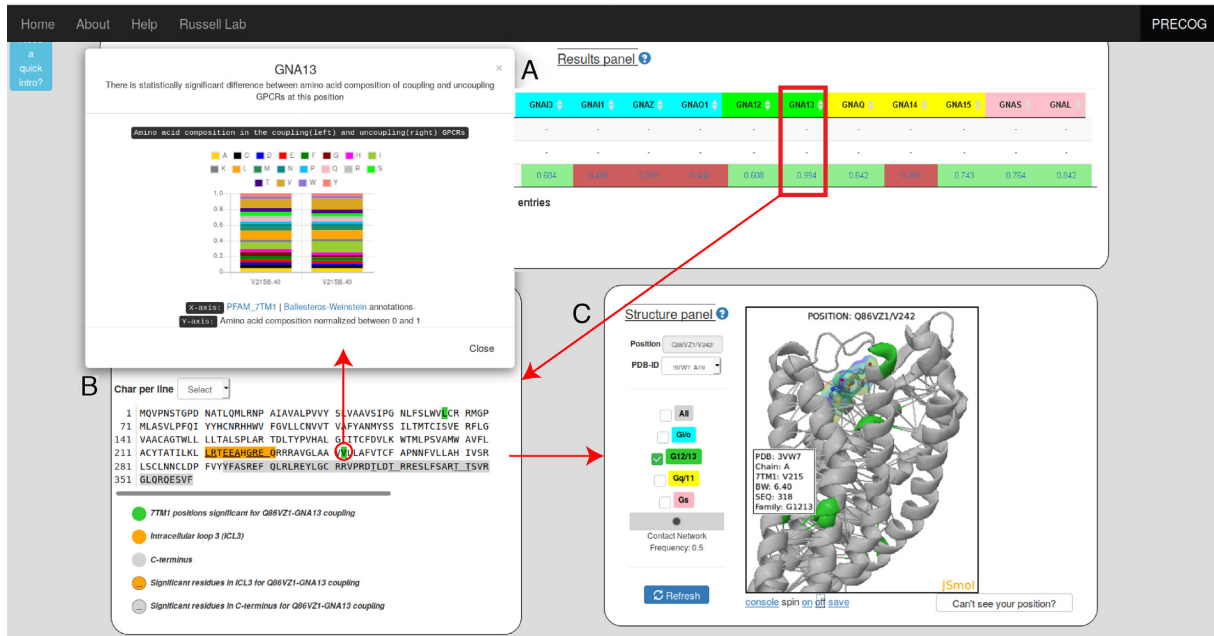 Home About Help Russell Lab PRECOG
a
quick
intro?
GNA13 ×
There is statistically significant difference between amino acid composition of coupling and uncoupling
GPCRs at this position
Amino acid composition in the coupling(left) and uncoupling(right) GPCRs
A C D E F G H I
K L M N P Q R S
T V W Y
1.0
0.8
0.6
0.4
0.2
0
V215|6.40 V215|6.40
X-axis: PFAM_7TM1 | Ballesteros-Weinstein annotations
Y-axis: Amino acid composition normalized between 0 and 1
Close
A
Results panel ?
GNAI3 GNAI1 GNAZ GNAO1 GNA12 GNA13 GNAQ GNA14 GNA15 GNAS GNAL
- - - - - - - - - - -
- - - - - - - - - - -
0.684 0.608 0.994 0.642 0.743 0.764 0.842
entries
B
Char per line Select
1 MQVPNSTGPD NATLQMLRNP AIAVALPVVY SLVAAVSIPG NLFSLWVLCR RMGP
71 MLASVLPFQI YYHCNRHHWV FGVLLCNVVT VAFYANMYSS ILTMTCISVE RFLG
141 VAACAGTWLL LLTALSPLAR TDLTYPVHAL GIITCFDVLK WTMLPSVAMW AVFL
211 ACYTATILKL LRTEEAHGRE QRRRAVGLAA VVLLAFVTCF APNNFVLLAH IVSR
281 LSCLNNCLDP FVYYFASREF QLRLREYLGC RRVPRDTLDT RRESLFSART TSVR
351 GLQRQESVF
7TM1 positions significant for Q86VZ1-GNA13 coupling
Intracellular loop 3 (ICL3)
C-terminus
Significant residues in ICL3 for Q86VZ1-GNA13 coupling
Significant residues in C-terminus for Q86VZ1-GNA13 coupling
C
Structure panel ?
Position Q86VZ1/V242
PDB-ID
All
Gi/o
G12/13
Gq/11
Gs
Contact Network
Frequency: 0.5
Refresh
POSITION: Q86VZ1/V242
PDB: 3VW7
Chain: A
7TM1: V215
BW: 6.40
SEQ: 318
Family: G1213
JSmol
console spin on off save
Can't see your position?